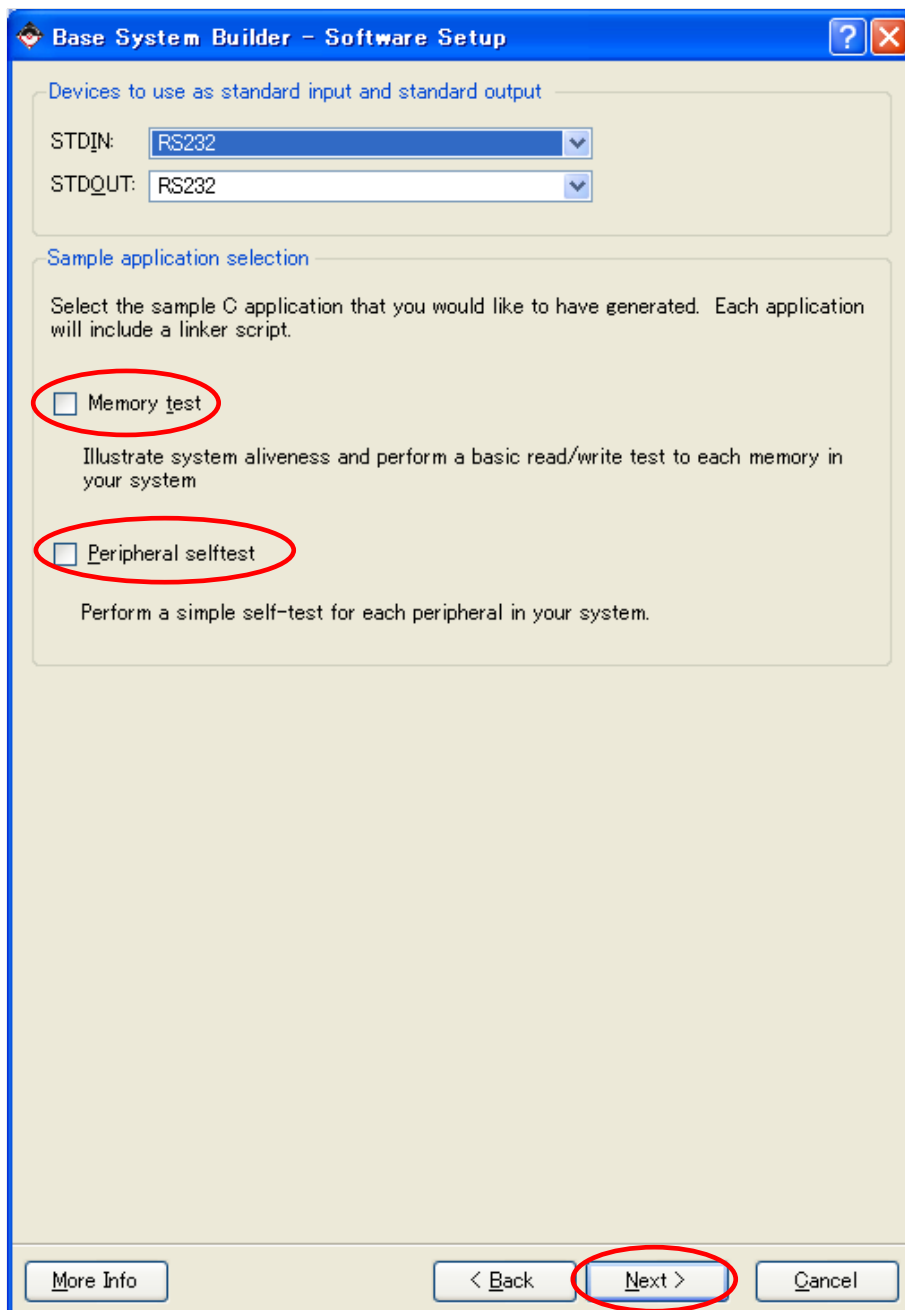 Base System Builder - Software Setup
Devices to use as standard input and standard output
STDIN: RS232
STDOUT: RS232
Sample application selection
Select the sample C application that you would like to have generated. Each application
will include a linker script.
Memory test
Illustrate system aliveness and perform a basic read/write test to each memory in
your system
Peripheral selftest
Perform a simple self-test for each peripheral in your system.
More Info < Back Next > Cancel